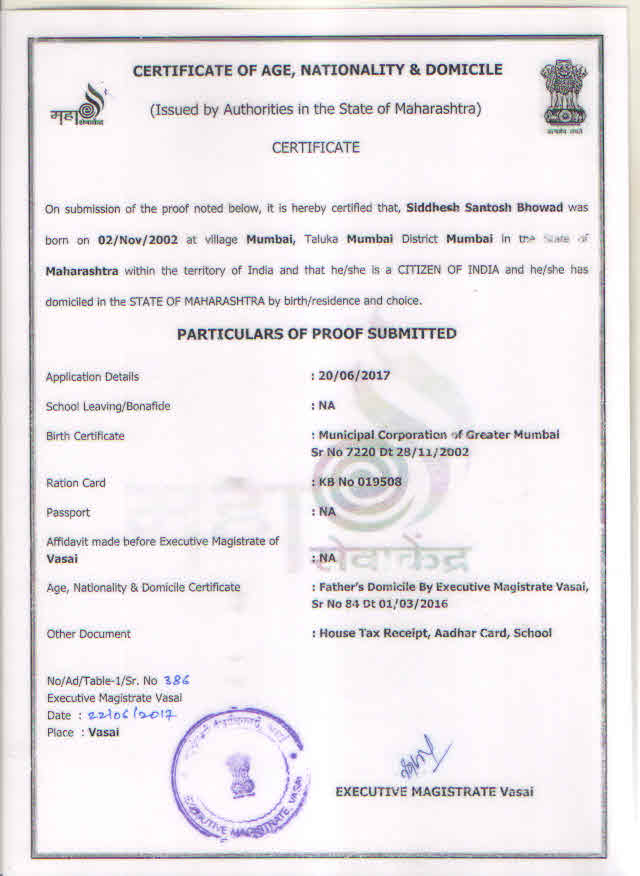 CERTIFICATE OF AGE, NATIONALITY & DOMICILE
(Issued by Authorities in the State of Maharashtra)
महा
सेवाकेंद्र
सत्यमेव जयते
CERTIFICATE
On submission of the proof noted below, it is hereby certified that, Siddhesh Santosh Bhowad was
born on 02/Nov/2002 at village Mumbai, Taluka Mumbai District Mumbai in the State of
Maharashtra within the territory of India and that he/she is a CITIZEN OF INDIA and he/she has
domiciled in the STATE OF MAHARASHTRA by birth/residence and choice.
PARTICULARS OF PROOF SUBMITTED
Application Details : 20/06/2017
School Leaving/Bonafide : NA
Birth Certificate : Municipal Corporation of Greater Mumbai
Sr No 7220 Dt 28/11/2002
Ration Card : KB No 019508
Passport : NA
Affidavit made before Executive Magistrate of
Vasai : NA
महा
सेवाकेंद्र
Age, Nationality & Domicile Certificate : Father's Domicile By Executive Magistrate Vasai,
Sr No 84 Dt 01/03/2016
Other Document : House Tax Receipt, Aadhar Card, School
No/Ad/Table-1/Sr. No 386
Executive Magistrate Vasai
Date : 22/06/2017
Place : Vasai
EXECUTIVE MAGISTRATE, VASAI
EXECUTIVE MAGISTRATE Vasai